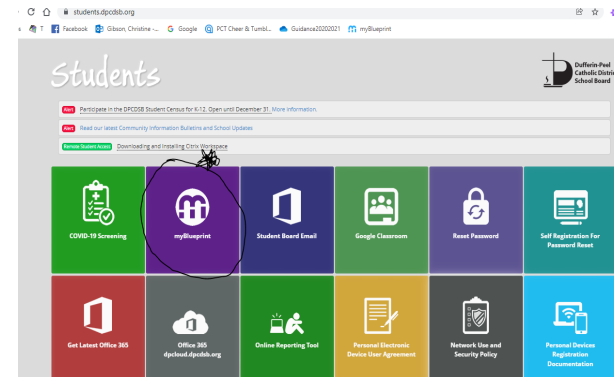 students.dpcdsb.org
T Facebook Gibson, Christine -... Google PCT Cheer & Tumbl... Guidance20202021 myBlueprint
Students
Dufferin-Peel
Catholic Distric
School Board
Alert Participate in the DPCDSB Student Census for K-12. Open until December 31. More information.
Alert Read our latest Community Information Bulletins and School Updates
Remote Student Access Downloading and Installing Citrix Workspace
COVID-19 Screening
myBlueprint
Student Board Email
Google Classroom
Reset Password
Self Registration For
Password Reset
Get Latest Office 365
Office 365
dpcloud.dpcdsb.org
Online Reporting Tool
Personal Electronic
Device User Agreement
Network Use and
Security Policy
Personal Devices
Registration
Documentation